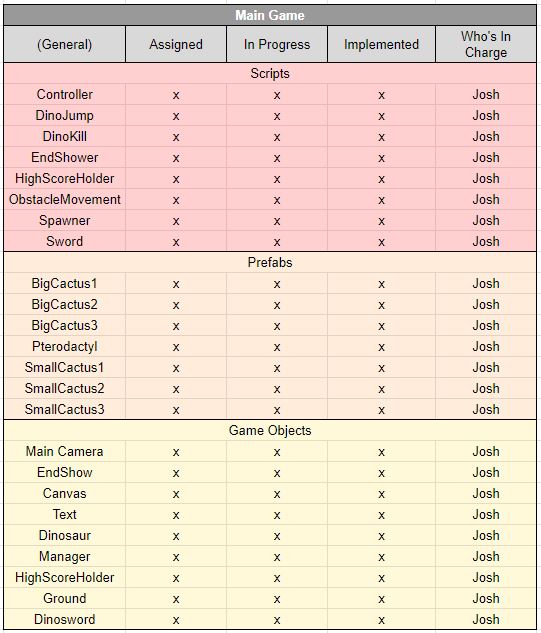 Main Game
(General) Assigned In Progress Implemented Who's In Charge
Scripts
Controller x x x Josh
DinoJump x x x Josh
DinoKill x x x Josh
EndShower x x x Josh
HighScoreHolder x x x Josh
ObstacleMovement x x x Josh
Spawner x x x Josh
Sword x x x Josh
Prefabs
BigCactus1 x x x Josh
BigCactus2 x x x Josh
BigCactus3 x x x Josh
Pterodactyl x x x Josh
SmallCactus1 x x x Josh
SmallCactus2 x x x Josh
SmallCactus3 x x x Josh
Game Objects
Main Camera x x x Josh
EndShow x x x Josh
Canvas x x x Josh
Text x x x Josh
Dinosaur x x x Josh
Manager x x x Josh
HighScoreHolder x x x Josh
Ground x x x Josh
Dinosword x x x Josh